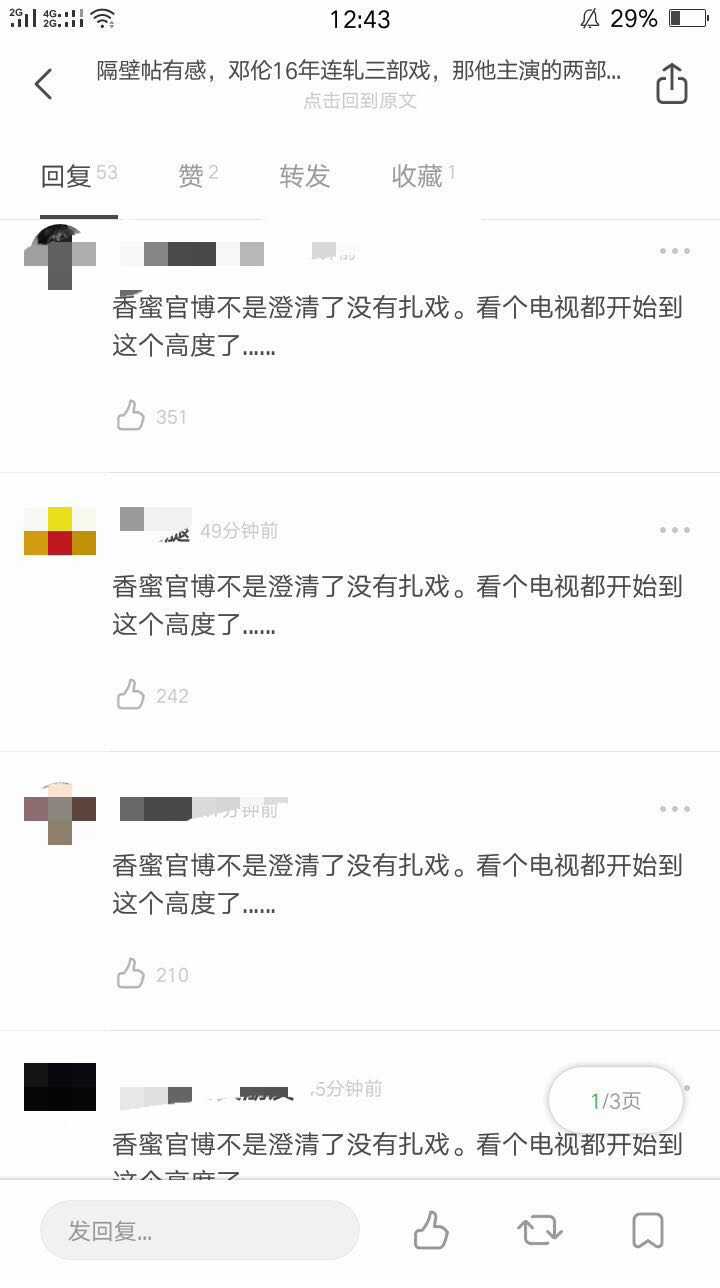 2G 4G 2G 12:43 29%
隔壁帖有感，邓伦16年连轧三部戏，那他主演的两部...
点击回到原文
回复 53 赞 2 转发 收藏 1
香蜜官博不是澄清了没有扎戏。看个电视都开始到
这个高度了......
351
49分钟前
香蜜官博不是澄清了没有扎戏。看个电视都开始到
这个高度了......
242
分钟前
香蜜官博不是澄清了没有扎戏。看个电视都开始到
这个高度了......
210
5分钟前
1/3页
香蜜官博不是澄清了没有扎戏。看个电视都开始到
这个高度了
发回复...